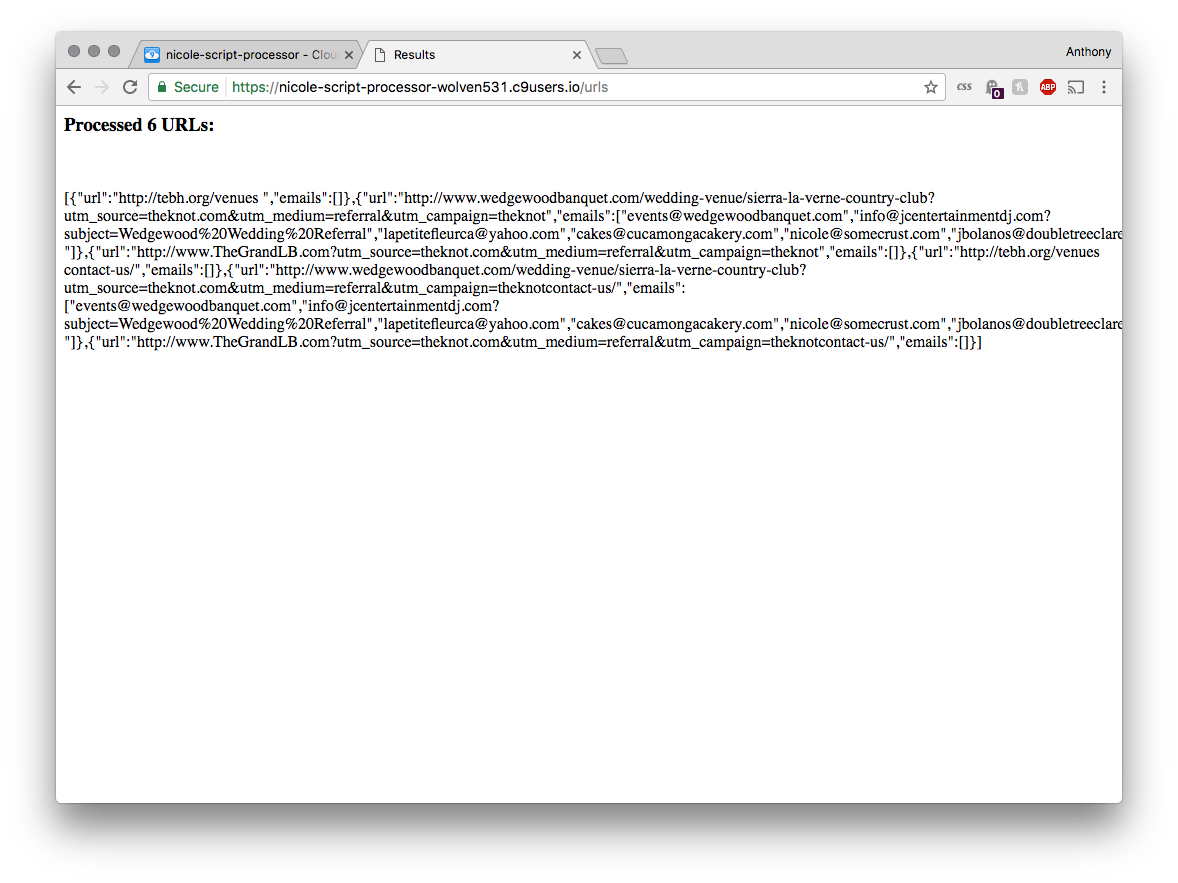 nicole-script-processor - Clou
Results
Anthony
Secure https://nicole-script-processor-wolven531.c9users.io/urls
css
0
ABP
Processed 6 URLs:
[{"url":"http://tebh.org/venues ","emails":[]},{"url":"http://www.wedgewoodbanquet.com/wedding-venue/sierra-la-verne-country-club?
utm_source=theknot.com&utm_medium=referral&utm_campaign=theknot","emails":["events@wedgewoodbanquet.com","info@jcentertainmentdj.com?
subject=Wedgewood%20Wedding%20Referral","lapetitefleurca@yahoo.com","cakes@cucamongacakery.com","nicole@somecrust.com","jbolanos@doubletreeclare
"]},{"url":"http://www.TheGrandLB.com?utm_source=theknot.com&utm_medium=referral&utm_campaign=theknot","emails":[]},{"url":"http://tebh.org/venues
contact-us/","emails":[]},{"url":"http://www.wedgewoodbanquet.com/wedding-venue/sierra-la-verne-country-club?
utm_source=theknot.com&utm_medium=referral&utm_campaign=theknotcontact-us/","emails":
["events@wedgewoodbanquet.com","info@jcentertainmentdj.com?
subject=Wedgewood%20Wedding%20Referral","lapetitefleurca@yahoo.com","cakes@cucamongacakery.com","nicole@somecrust.com","jbolanos@doubletreeclare
"]},{"url":"http://www.TheGrandLB.com?utm_source=theknot.com&utm_medium=referral&utm_campaign=theknotcontact-us/","emails":[]}]